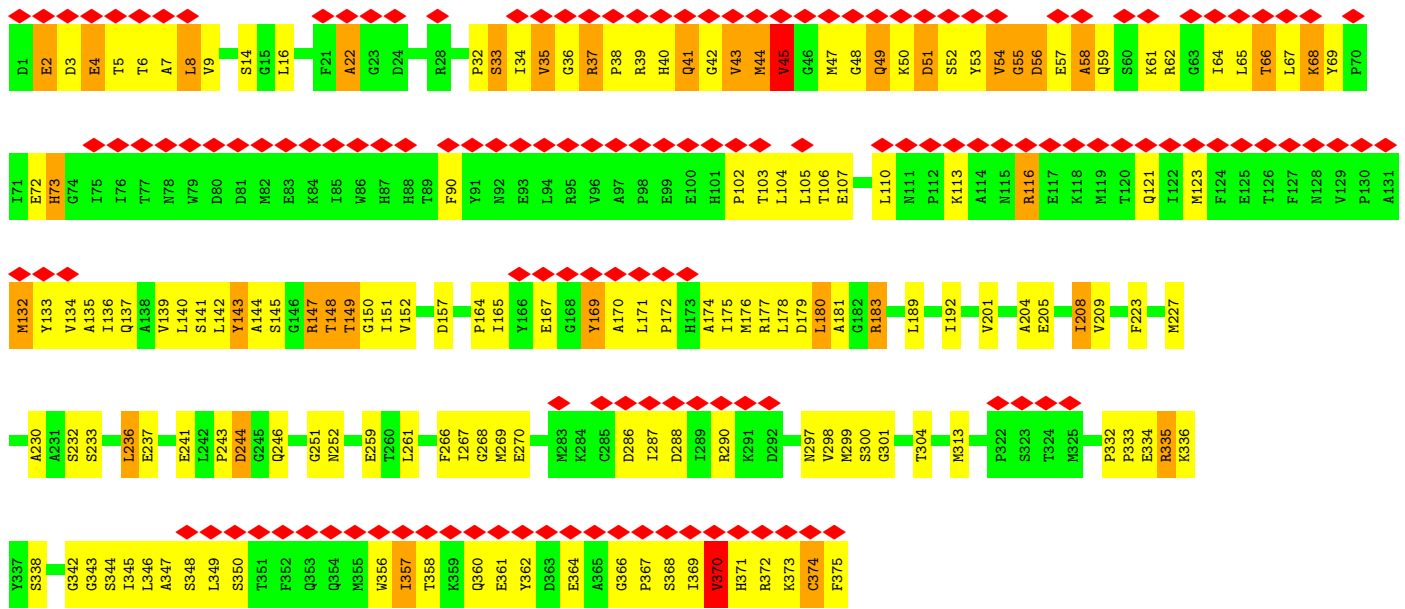 D1 E2 D3 E4 T5 T6 A7 L8 V9 S14 G15 L16 F21 A22 G23 D24 R28 P32 S33 I34 V35 G36 R37 P38 R39 H40 Q41 G42 V43 M44 V45 G46 M47 G48 Q49 K50 D51 S52 Y53 V54 G55 D56 E57 A58 Q59 S60 K61 R62 G63 I64 L65 T66 L67 K68 Y69 P70
I71 E72 H73 G74 I75 I76 T77 N78 W79 D80 D81 M82 E83 K84 I85 W86 H87 H88 T89 F90 Y91 N92 E93 L94 R95 V96 A97 P98 E99 E100 H101 P102 T103 L104 L105 T106 E107 L110 N111 P112 K113 A114 N115 R116 E117 K118 M119 T120 Q121 I122 M123 F124 E125 T126 F127 N128 V129 P130 A131
M132 Y133 V134 A135 I136 Q137 A138 V139 L140 S141 L142 Y143 A144 S145 G146 R147 T148 T149 G150 I151 V152 D157 P164 I165 Y166 E167 G168 Y169 A170 L171 P172 H173 A174 I175 M176 R177 L178 D179 L180 A181 G182 R183 L189 I192 V201 A204 E205 I208 V209 F223 M227
A230 A231 S232 S233 L236 E237 E241 L242 P243 D244 G245 Q246 G251 N252 E259 T260 L261 F266 I267 G268 M269 E270 M283 K284 C285 D286 I287 D288 I289 R290 K291 D292 N297 V298 M299 S300 G301 T304 M313 P322 S323 T324 M325 P332 P333 E334 R335 K336
Y337 S338 G342 G343 S344 I345 L346 A347 S348 L349 S350 T351 F352 Q353 Q354 M355 W356 I357 T358 K359 Q360 E361 Y362 D363 E364 A365 G366 P367 S368 I369 V370 H371 R372 K373 C374 F375